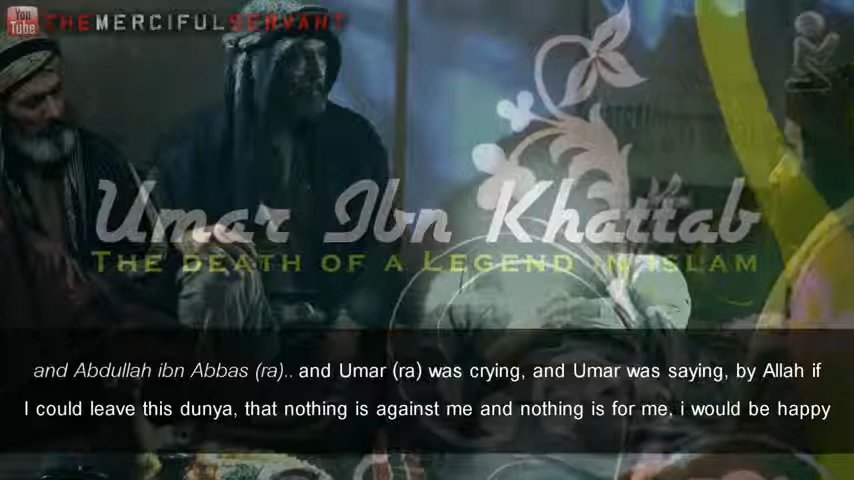 You
Tube
THEMERCIFULSERVANT
Umar Ibn Khattab
THE DEATH OF A LEGEND IN ISLAM
and Abdullah ibn Abbas (ra).. and Umar (ra) was crying, and Umar was saying, by Allah if
I could leave this dunya, that nothing is against me and nothing is for me, i would be happy